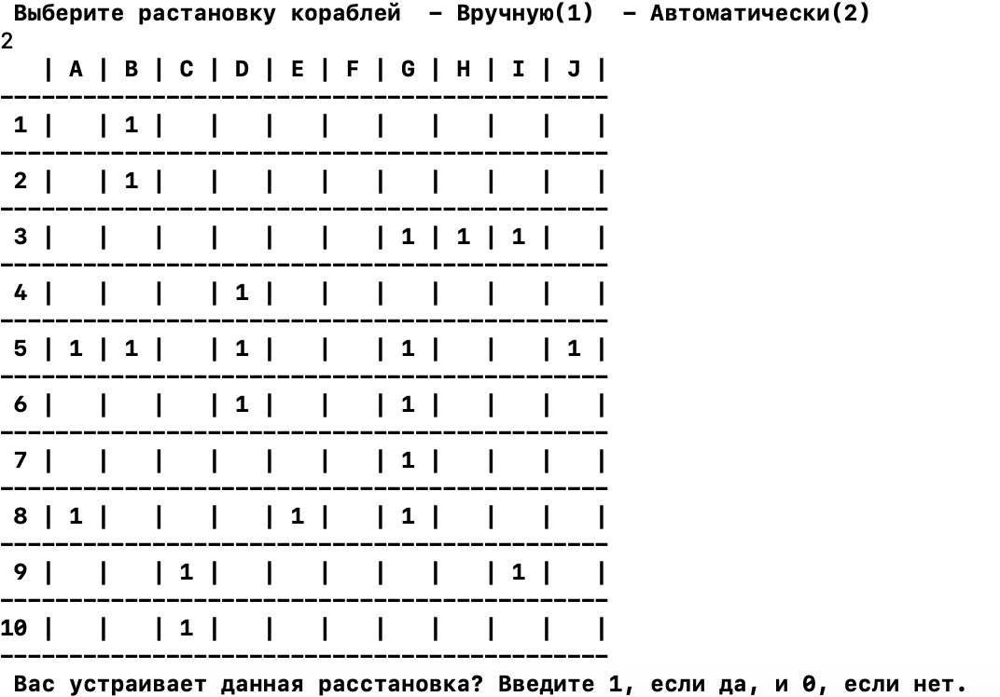 Выберите растановку кораблей  – Вручную(1)  – Автоматически(2)
2
   | A | B | C | D | E | F | G | H | I | J |
--------------------------------------------
 1 |   | 1 |   |   |   |   |   |   |   |   |
--------------------------------------------
 2 |   | 1 |   |   |   |   |   |   |   |   |
--------------------------------------------
 3 |   |   |   |   |   |   | 1 | 1 | 1 |   |
--------------------------------------------
 4 |   |   |   | 1 |   |   |   |   |   |   |
--------------------------------------------
 5 | 1 | 1 |   | 1 |   |   | 1 |   |   | 1 |
--------------------------------------------
 6 |   |   |   | 1 |   |   | 1 |   |   |   |
--------------------------------------------
 7 |   |   |   |   |   |   | 1 |   |   |   |
--------------------------------------------
 8 | 1 |   |   |   | 1 |   | 1 |   |   |   |
--------------------------------------------
 9 |   |   | 1 |   |   |   |   |   | 1 |   |
--------------------------------------------
10 |   |   | 1 |   |   |   |   |   |   |   |
--------------------------------------------
Вас устраивает данная расстановка? Введите 1, если да, и 0, если нет.